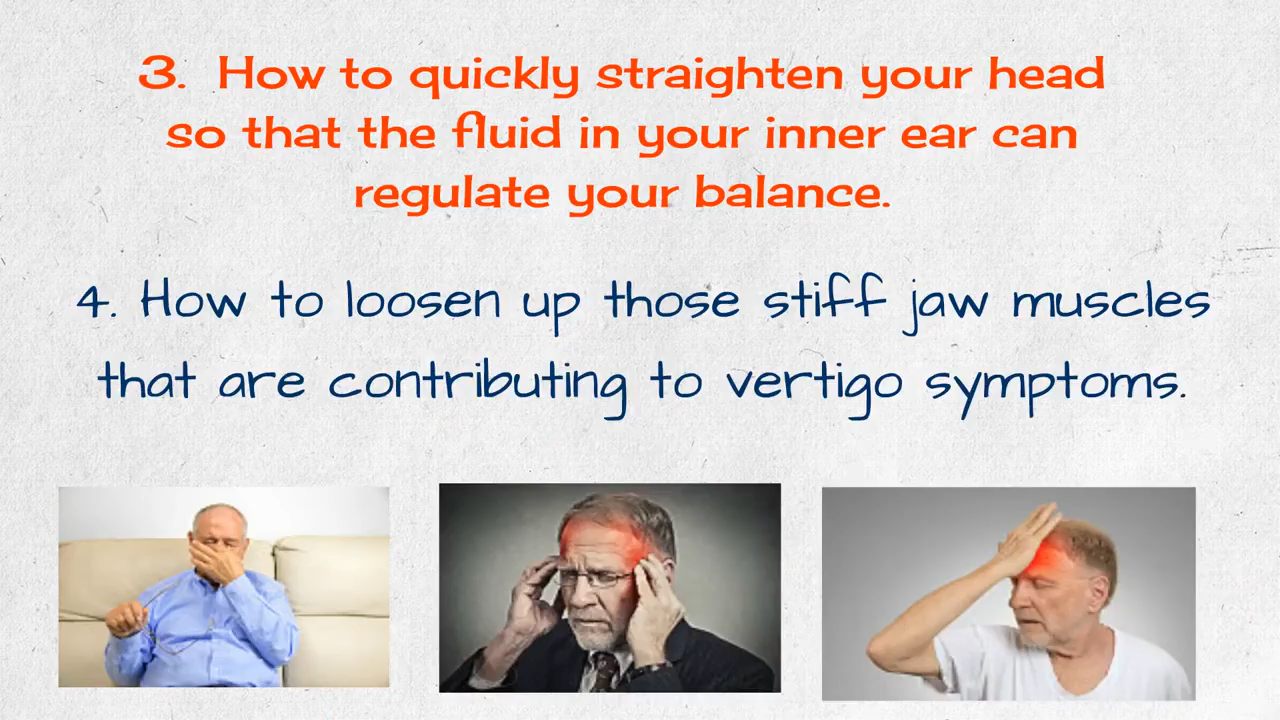 3. How to quickly straighten your head
so that the fluid in your inner ear can
regulate your balance.
4. How to loosen up those stiff jaw muscles
that are contributing to vertigo symptoms.